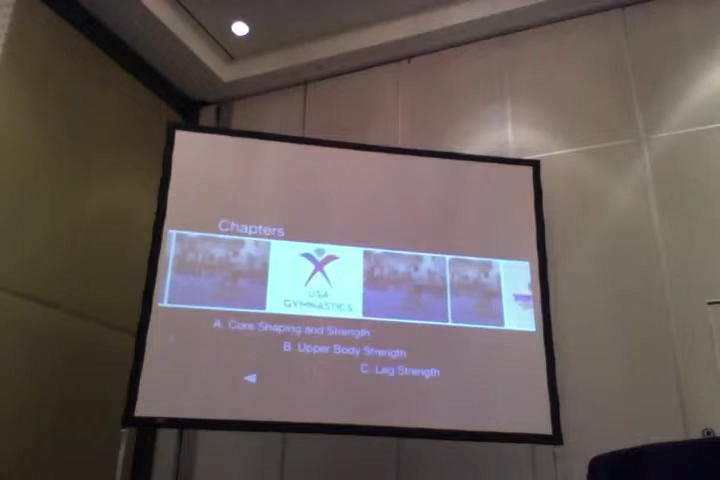 Chapters
USA
GYMNASTICS
A. Core Shaping and Strength
B. Upper Body Strength
C. Leg Strength